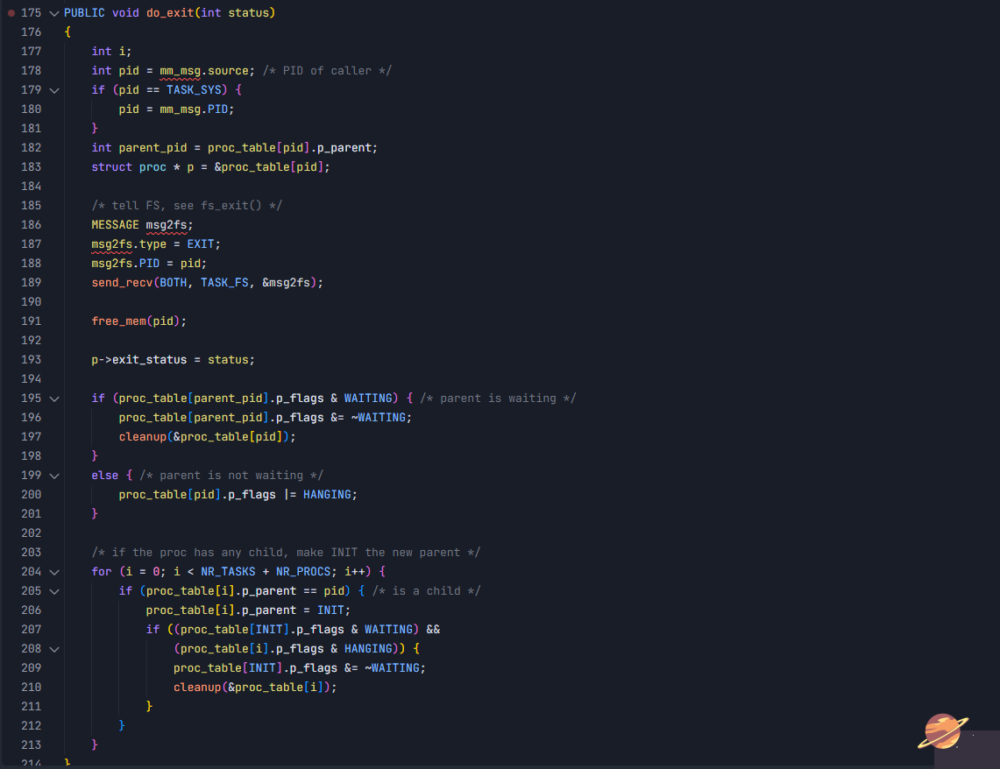 175 PUBLIC void do_exit(int status)
176 {
177     int i;
178     int pid = mm_msg.source; /* PID of caller */
179     if (pid == TASK_SYS) {
180         pid = mm_msg.PID;
181     }
182     int parent_pid = proc_table[pid].p_parent;
183     struct proc * p = &proc_table[pid];
184
185     /* tell FS, see fs_exit() */
186     MESSAGE msg2fs;
187     msg2fs.type = EXIT;
188     msg2fs.PID = pid;
189     send_recv(BOTH, TASK_FS, &msg2fs);
190
191     free_mem(pid);
192
193     p->exit_status = status;
194
195     if (proc_table[parent_pid].p_flags & WAITING) { /* parent is waiting */
196         proc_table[parent_pid].p_flags &= ~WAITING;
197         cleanup(&proc_table[pid]);
198     }
199     else { /* parent is not waiting */
200         proc_table[pid].p_flags |= HANGING;
201     }
202
203     /* if the proc has any child, make INIT the new parent */
204     for (i = 0; i < NR_TASKS + NR_PROCS; i++) {
205         if (proc_table[i].p_parent == pid) { /* is a child */
206             proc_table[i].p_parent = INIT;
207             if ((proc_table[INIT].p_flags & WAITING) &&
208                 (proc_table[i].p_flags & HANGING)) {
209                 proc_table[INIT].p_flags &= ~WAITING;
210                 cleanup(&proc_table[i]);
211             }
212         }
213     }
214 }